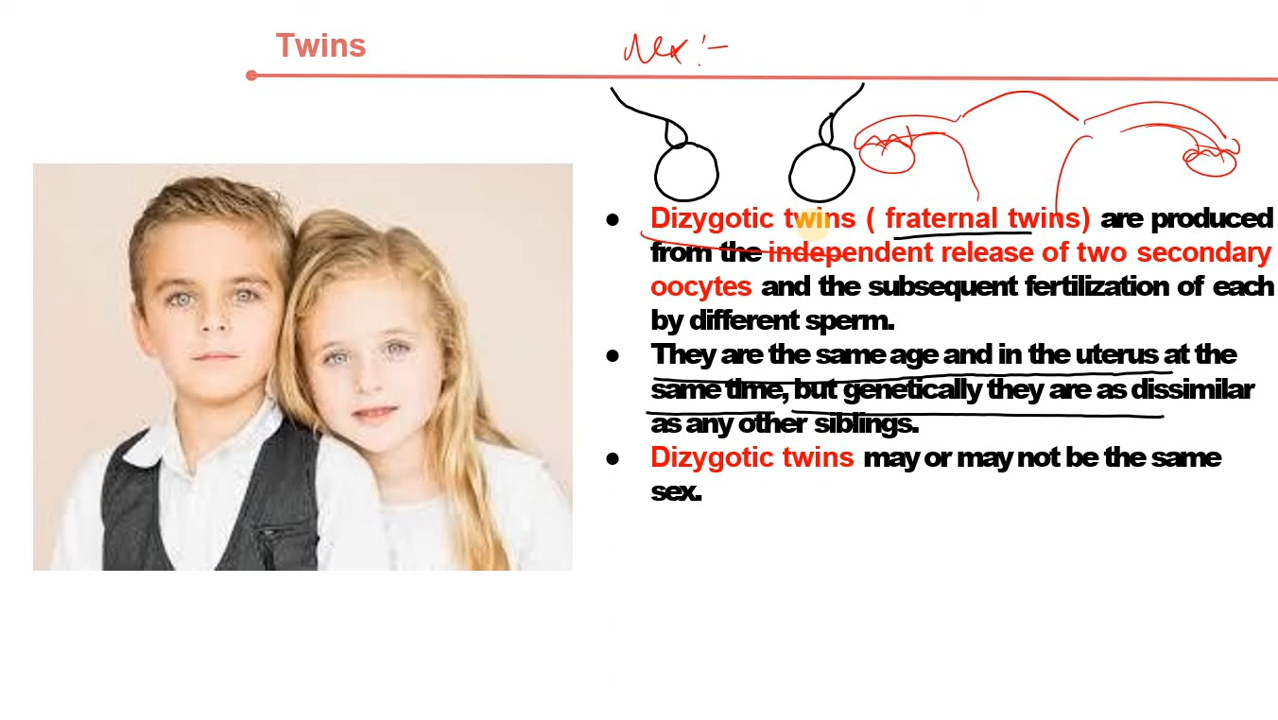 Twins
● Dizygotic twins ( fraternal twins) are produced
from the independent release of two secondary
oocytes and the subsequent fertilization of each
by different sperm.
● They are the same age and in the uterus at the
same time, but genetically they are as dissimilar
as any other siblings.
● Dizygotic twins may or may not be the same
sex.